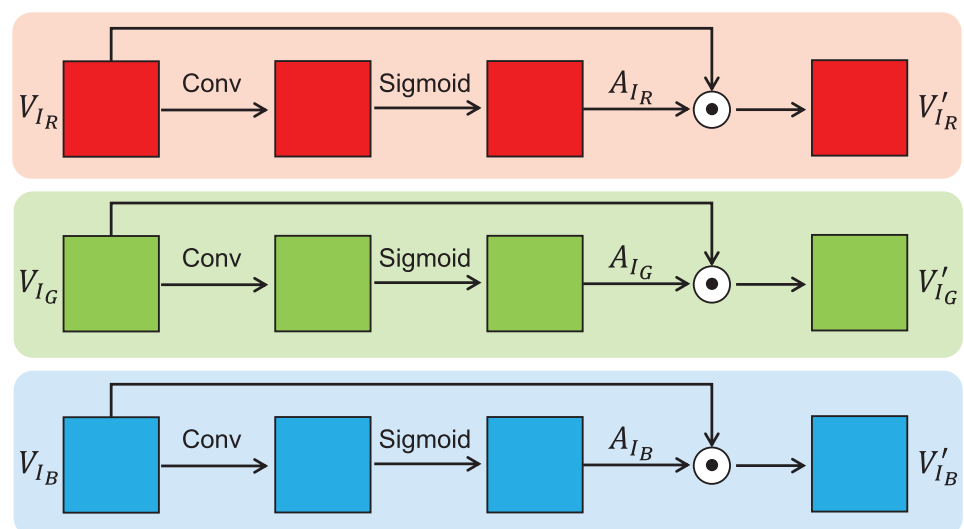 Conv Sigmoid A_{I_R}
V_{I_R} V'_{I_R}
Conv Sigmoid A_{I_G}
V_{I_G} V'_{I_G}
Conv Sigmoid A_{I_B}
V_{I_B} V'_{I_B}